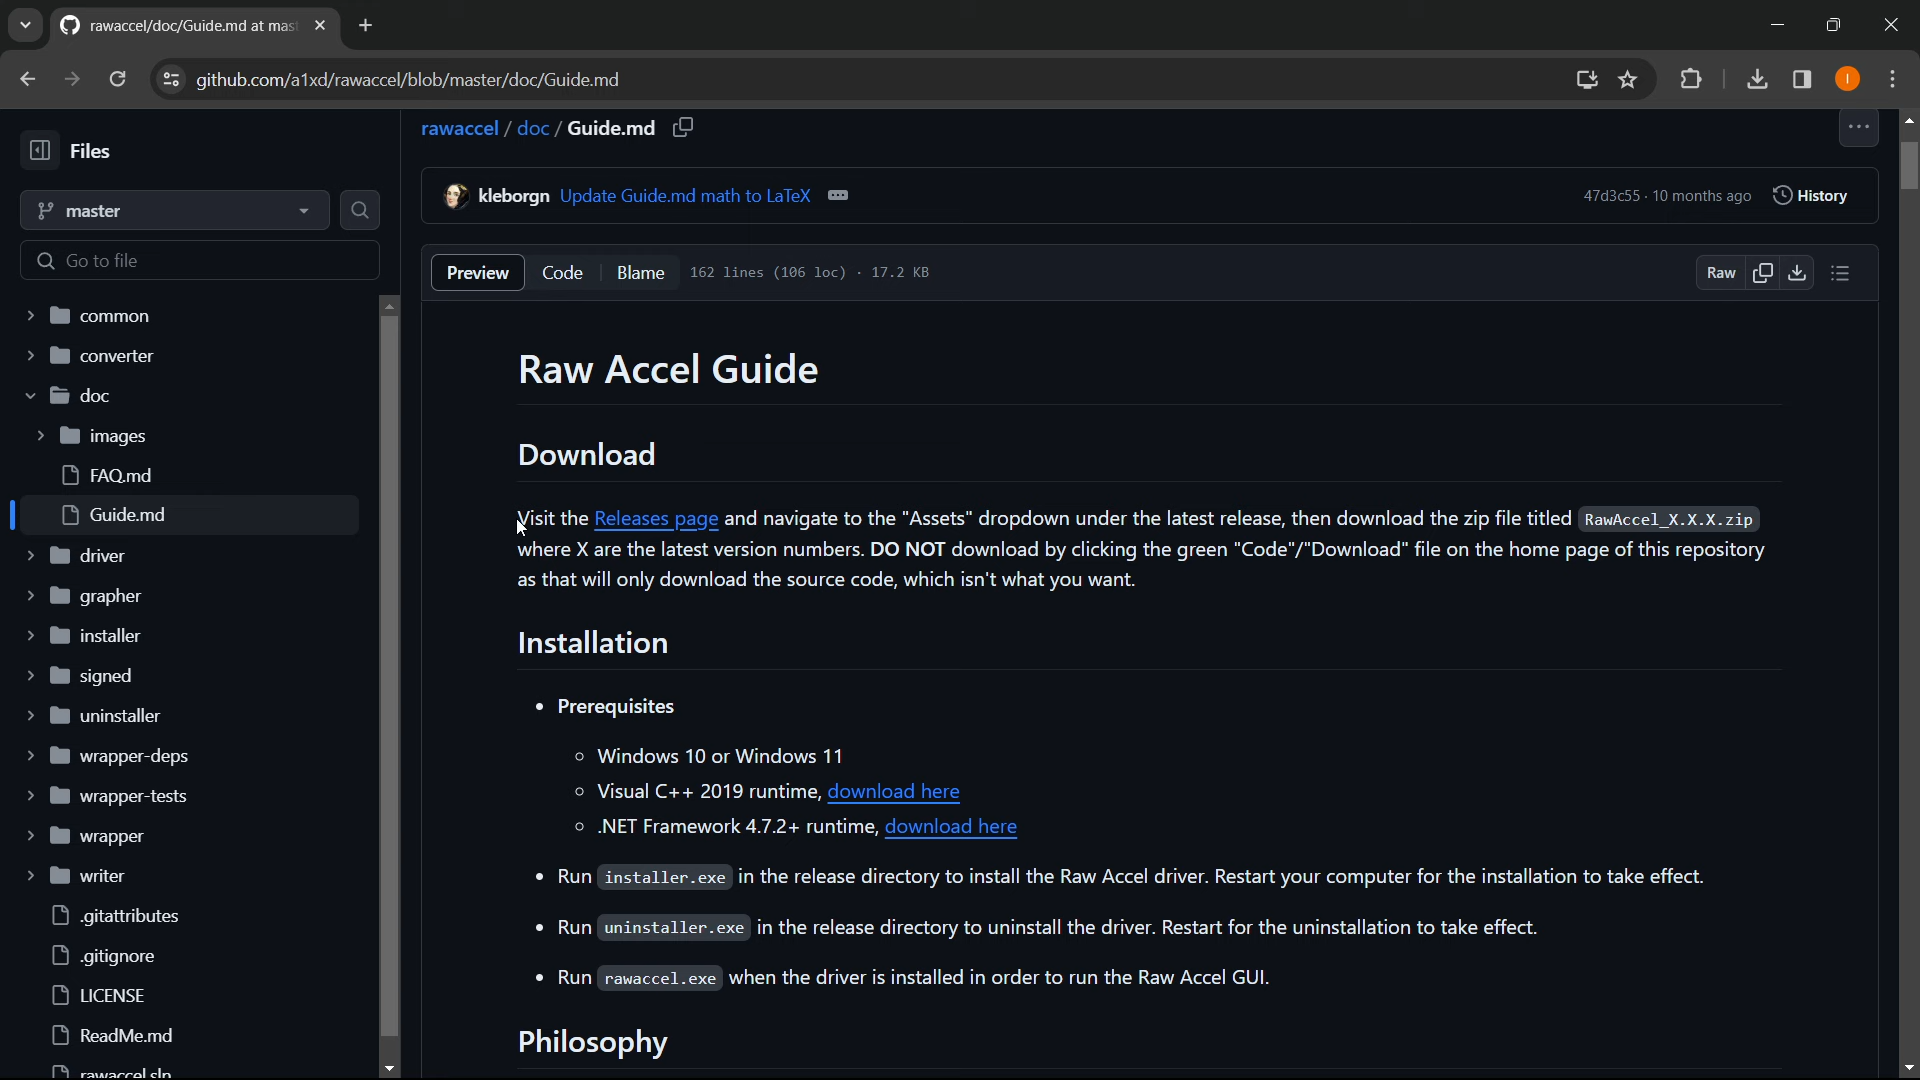 rawaccel/doc/Guide.md at mast
github.com/a1xd/rawaccel/blob/master/doc/Guide.md
I
Files
master
Go to file
common
converter
doc
images
FAQ.md
Guide.md
driver
grapher
installer
signed
uninstaller
wrapper-deps
wrapper-tests
wrapper
writer
.gitattributes
.gitignore
LICENSE
ReadMe.md
rawaccel.sln
rawaccel / doc / Guide.md
kleborgn Update Guide.md math to LaTeX
47d3c55 · 10 months ago History
Preview Code Blame 162 lines (106 loc) · 17.2 KB
Raw
Raw Accel Guide
Download
Visit the Releases page and navigate to the "Assets" dropdown under the latest release, then download the zip file titled RawAccel_X.X.X.zip
where X are the latest version numbers. DO NOT download by clicking the green "Code"/"Download" file on the home page of this repository
as that will only download the source code, which isn't what you want.
Installation
• Prerequisites
◦ Windows 10 or Windows 11
◦ Visual C++ 2019 runtime, download here
◦ .NET Framework 4.7.2+ runtime, download here
• Run installer.exe in the release directory to install the Raw Accel driver. Restart your computer for the installation to take effect.
• Run uninstaller.exe in the release directory to uninstall the driver. Restart for the uninstallation to take effect.
• Run rawaccel.exe when the driver is installed in order to run the Raw Accel GUI.
Philosophy